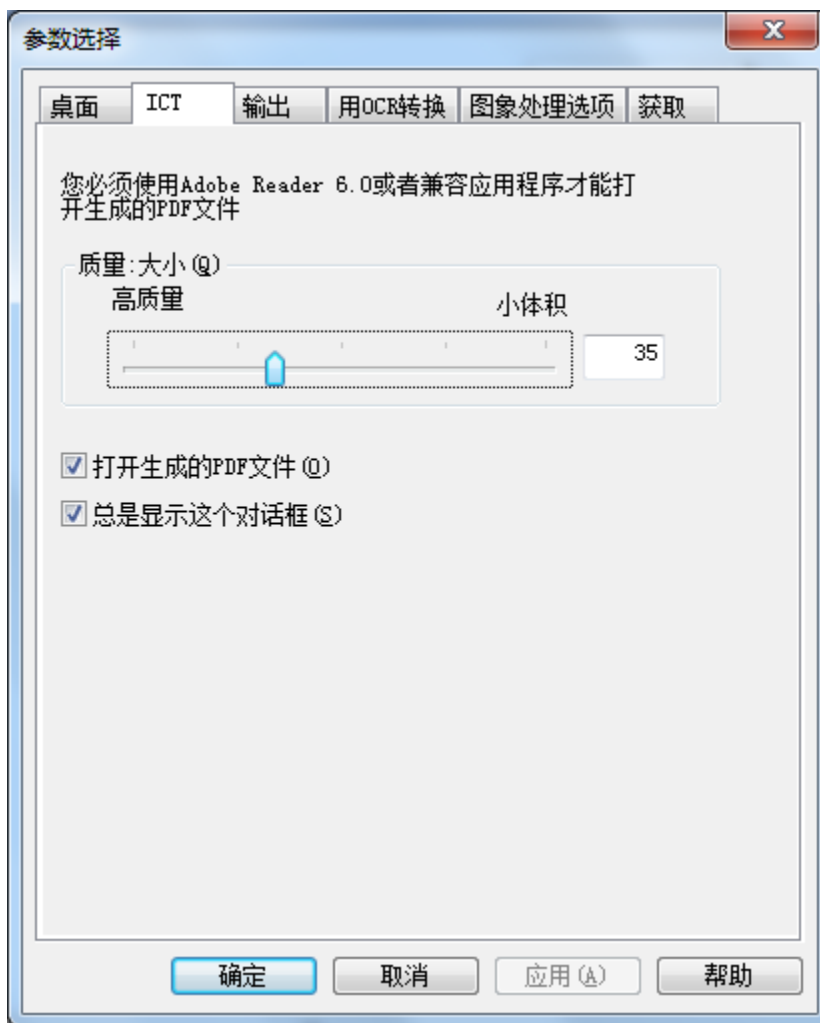 参数选择
桌面 ICT 输出 用OCR转换 图象处理选项 获取
您必须使用Adobe Reader 6.0或者兼容应用程序才能打
开生成的PDF文件
质量:大小(Q)
高质量 小体积
35
打开生成的PDF文件(O)
总是显示这个对话框(S)
确定 取消 应用(A) 帮助